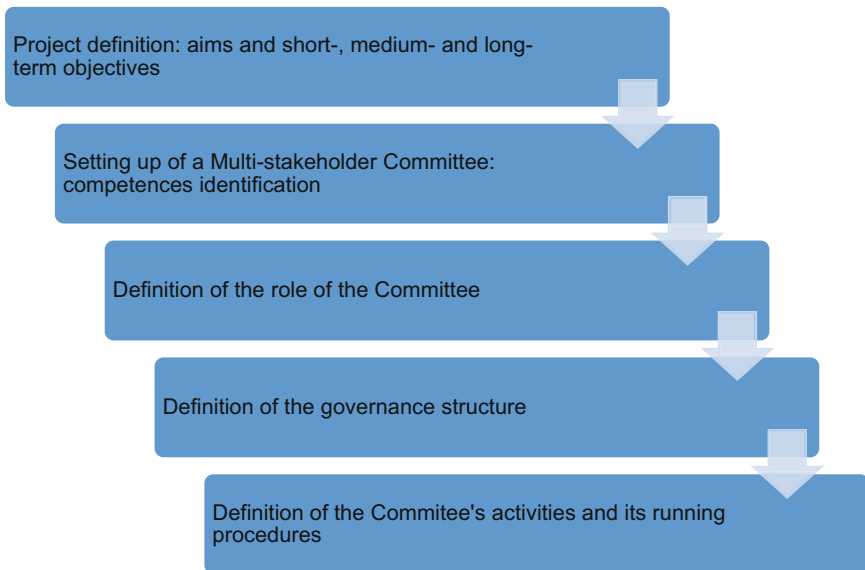 Project definition: aims and short-, medium- and long-
term objectives
Setting up of a Multi-stakeholder Committee:
competences identification
Definition of the role of the Committee
Definition of the governance structure
Definition of the Commitee's activities and its running
procedures